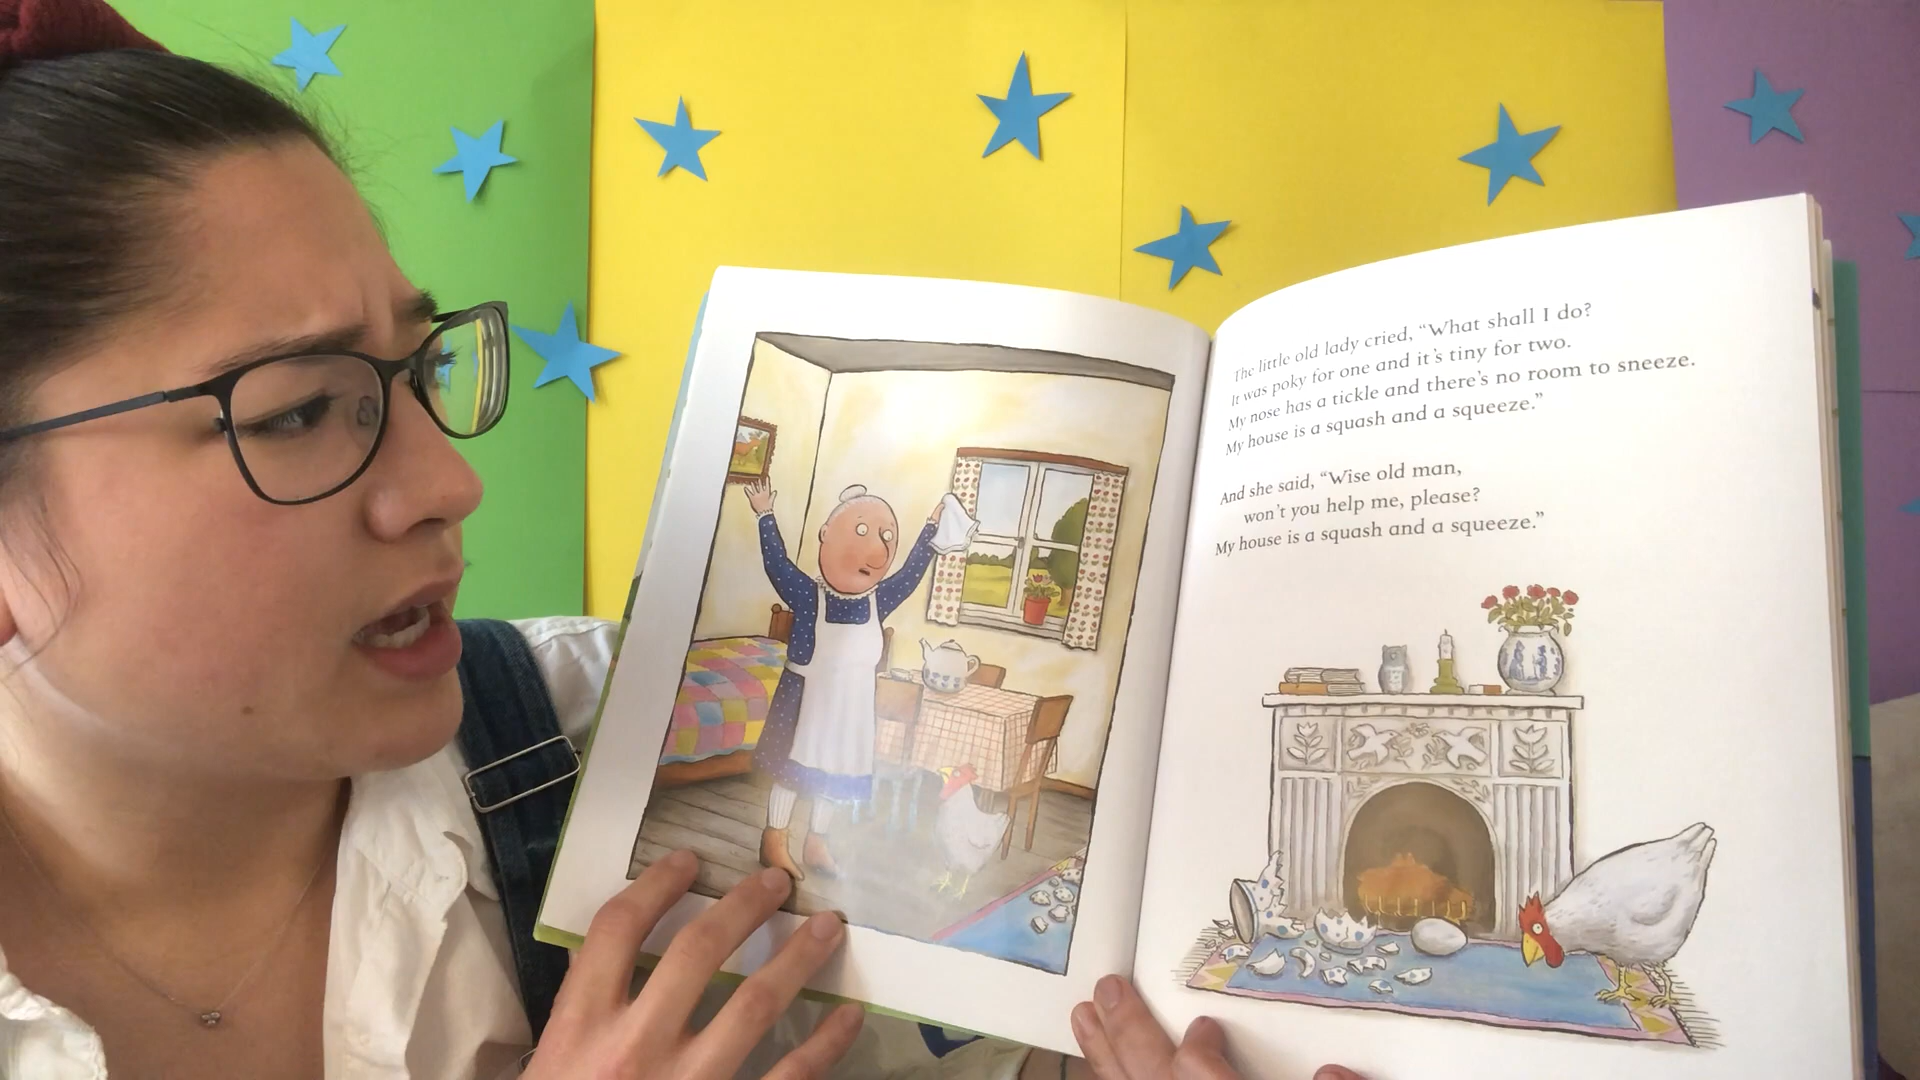 The little old lady cried, “What shall I do?
It was poky for one and it’s tiny for two.
My nose has a tickle and there’s no room to sneeze.
My house is a squash and a squeeze.”
And she said, “Wise old man,
won’t you help me, please?
My house is a squash and a squeeze.”